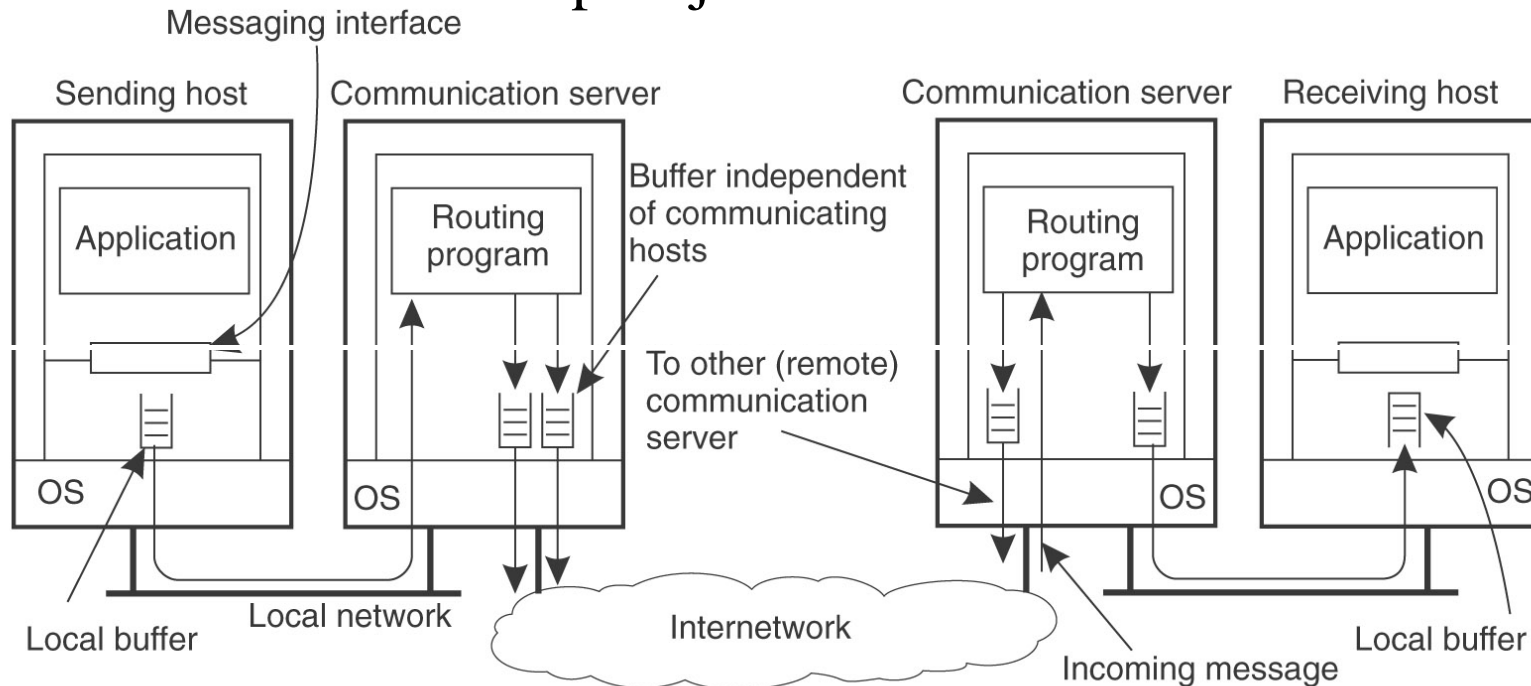 Messaging interface
Sending host
Communication server
Communication server
Receiving host
Buffer independent
of communicating
hosts
Application
Routing
program
Routing
program
Application
To other (remote)
communication
server
OS
OS
OS
OS
Local network
Local buffer
Internetwork
Incoming message
Local buffer